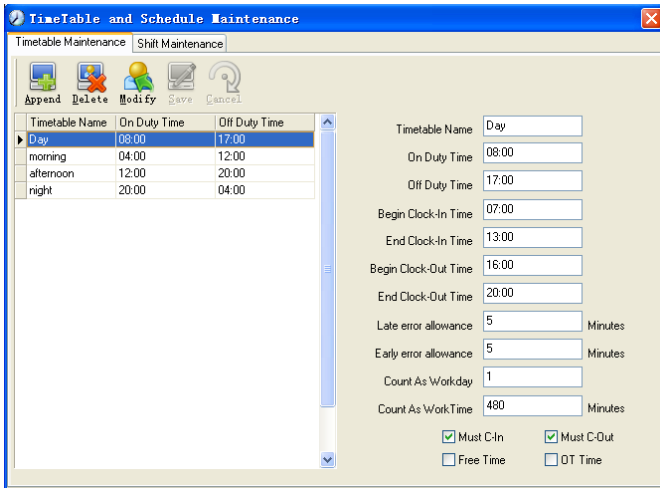 TimeTable and Schedule Maintenance
Timetable Maintenance Shift Maintenance
Append Delete Modify Save Cancel
Timetable Name On Duty Time Off Duty Time
Day 08:00 17:00
morning 04:00 12:00
afternoon 12:00 20:00
night 20:00 04:00
Timetable Name Day
On Duty Time 08:00
Off Duty Time 17:00
Begin Clock-In Time 07:00
End Clock-In Time 13:00
Begin Clock-Out Time 16:00
End Clock-Out Time 20:00
Late error allowance 5 Minutes
Early error allowance 5 Minutes
Count As Workday 1
Count As WorkTime 480 Minutes
Must C-In Must C-Out
Free Time OT Time